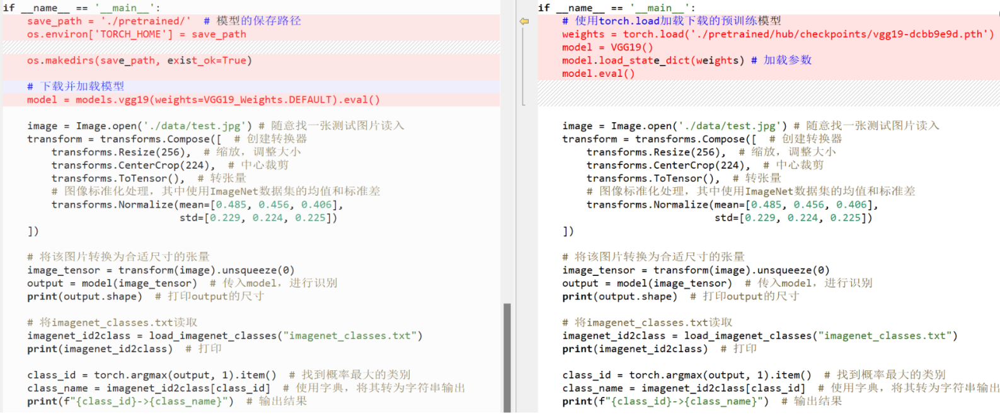 if __name__ == '__main__':
    save_path = './pretrained/'  # 模型的保存路径
    os.environ['TORCH_HOME'] = save_path
    os.makedirs(save_path, exist_ok=True)
    # 下载并加载模型
    model = models.vgg19(weights=VGG19_Weights.DEFAULT).eval()
    image = Image.open('./data/test.jpg') # 随意找一张测试图片读入
    transform = transforms.Compose([  # 创建转换器
        transforms.Resize(256),  # 缩放，调整大小
        transforms.CenterCrop(224),  # 中心裁剪
        transforms.ToTensor(),  # 转张量
        # 图像标准化处理，其中使用ImageNet数据集的均值和标准差
        transforms.Normalize(mean=[0.485, 0.456, 0.406],
                             std=[0.229, 0.224, 0.225])
    ])
    # 将该图片转换为合适尺寸的张量
    image_tensor = transform(image).unsqueeze(0)
    output = model(image_tensor)  # 传入model，进行识别
    print(output.shape)  # 打印output的尺寸
    # 将imagenet_classes.txt读取
    imagenet_id2class = load_imagenet_classes("imagenet_classes.txt")
    print(imagenet_id2class)  # 打印
    class_id = torch.argmax(output, 1).item()  # 找到概率最大的类别
    class_name = imagenet_id2class[class_id]  # 使用字典，将其转为字符串输出
    print(f"{class_id}->{class_name}")  # 输出结果
if __name__ == '__main__':
    # 使用torch.load加载下载的预训练模型
    weights = torch.load('./pretrained/hub/checkpoints/vgg19-dcbb9e9d.pth')
    model = VGG19()
    model.load_state_dict(weights) # 加载参数
    model.eval()
    image = Image.open('./data/test.jpg') # 随意找一张测试图片读入
    transform = transforms.Compose([  # 创建转换器
        transforms.Resize(256),  # 缩放，调整大小
        transforms.CenterCrop(224),  # 中心裁剪
        transforms.ToTensor(),  # 转张量
        # 图像标准化处理，其中使用ImageNet数据集的均值和标准差
        transforms.Normalize(mean=[0.485, 0.456, 0.406],
                             std=[0.229, 0.224, 0.225])
    ])
    # 将该图片转换为合适尺寸的张量
    image_tensor = transform(image).unsqueeze(0)
    output = model(image_tensor)  # 传入model，进行识别
    print(output.shape)  # 打印output的尺寸
    # 将imagenet_classes.txt读取
    imagenet_id2class = load_imagenet_classes("imagenet_classes.txt")
    print(imagenet_id2class)  # 打印
    class_id = torch.argmax(output, 1).item()  # 找到概率最大的类别
    class_name = imagenet_id2class[class_id]  # 使用字典，将其转为字符串输出
    print(f"{class_id}->{class_name}")  # 输出结果